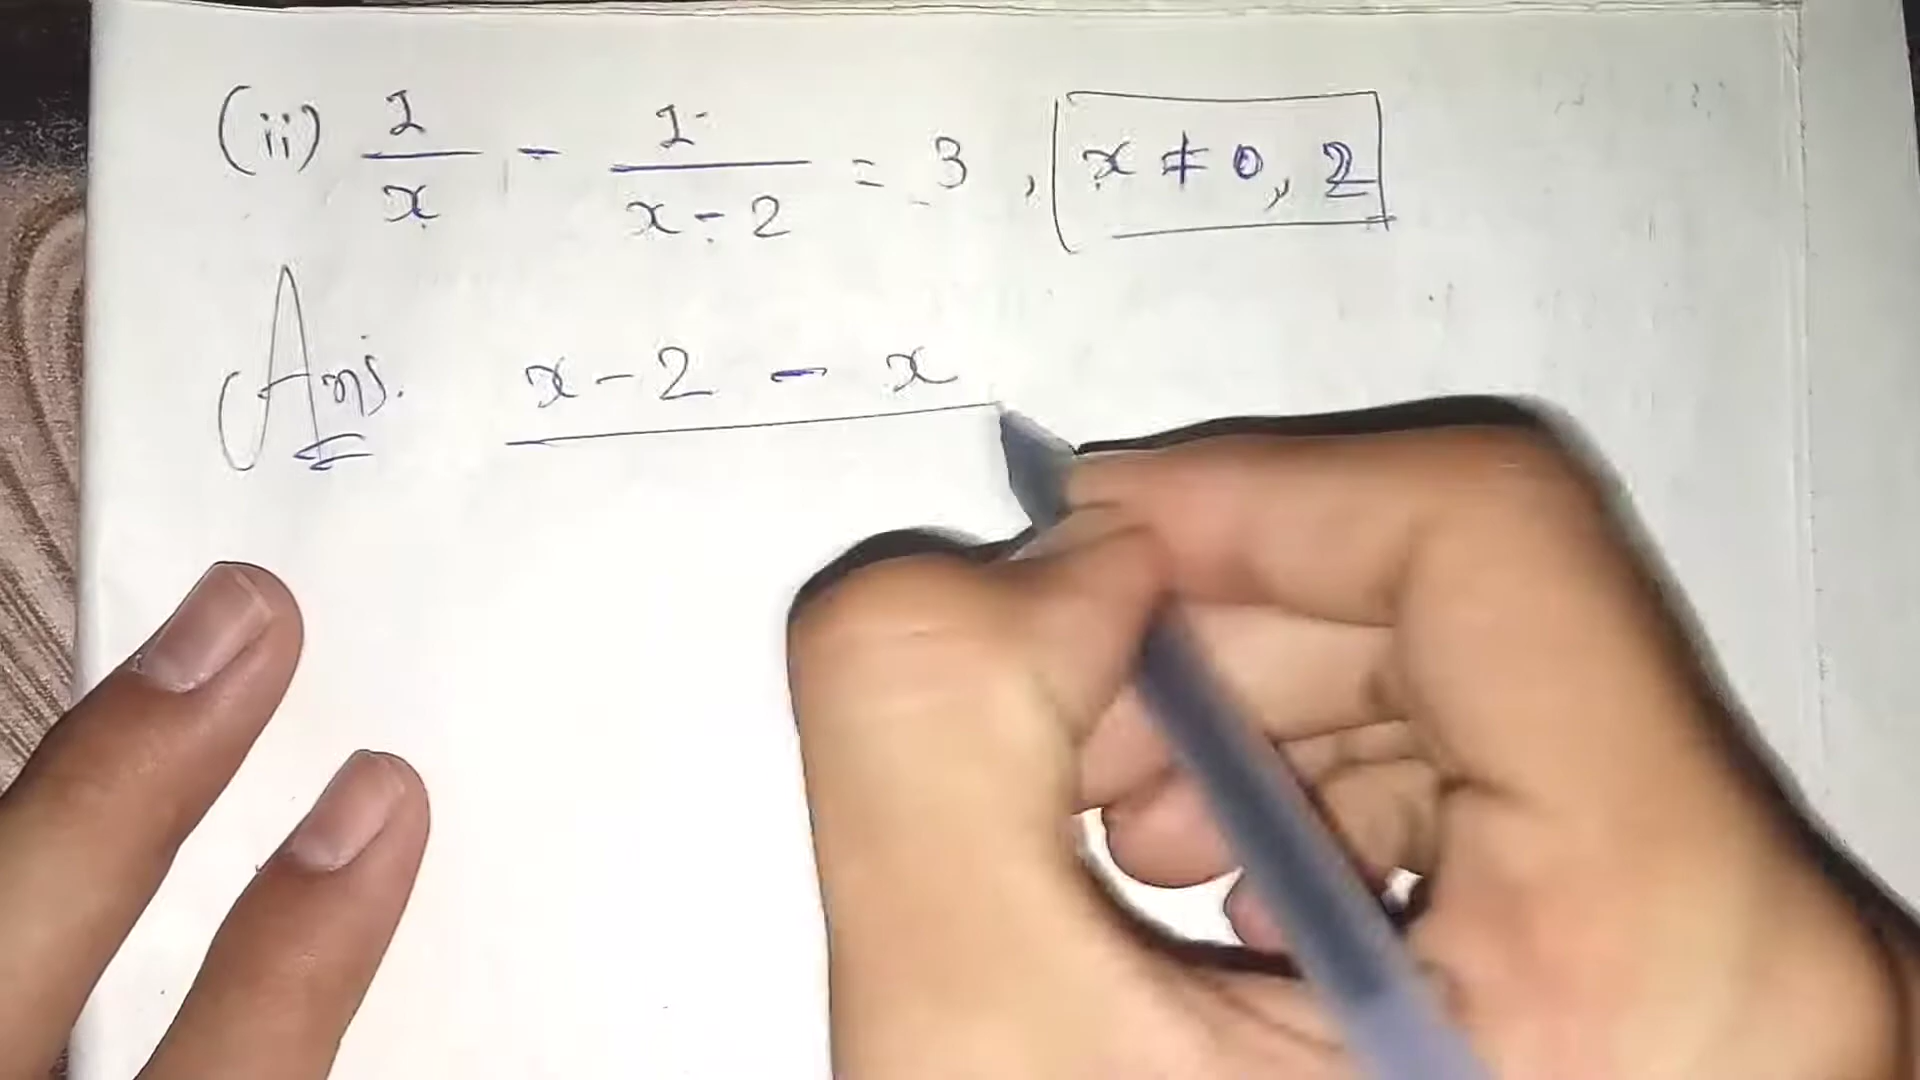 (ii) 1/x - 1/(x-2) = 3, x ≠ 0, 2
Ans. x-2 - x